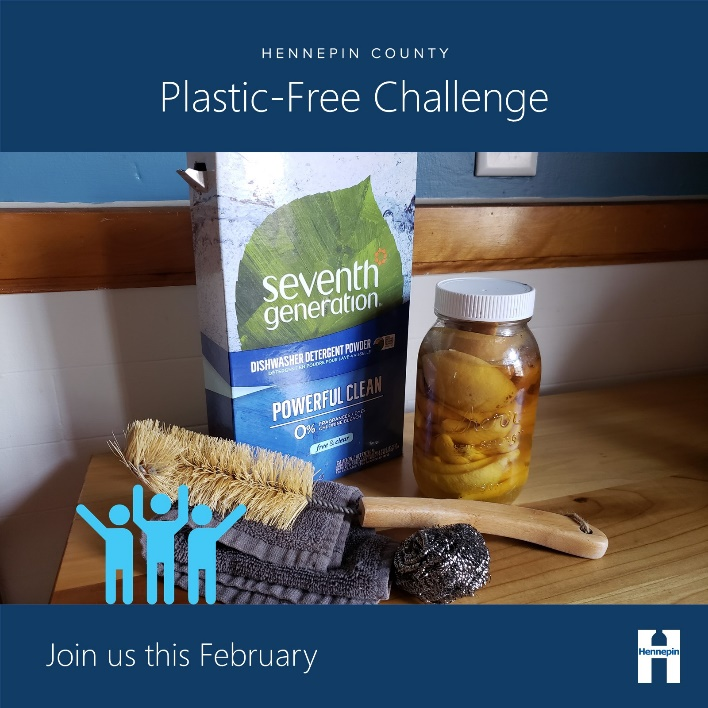 HENNEPIN COUNTY
Plastic-Free Challenge
seventh
generation
DISHWASHER DETERGENT POWDER
POWERFUL CLEAN
0%
free & clear
Join us this February
Hennepin